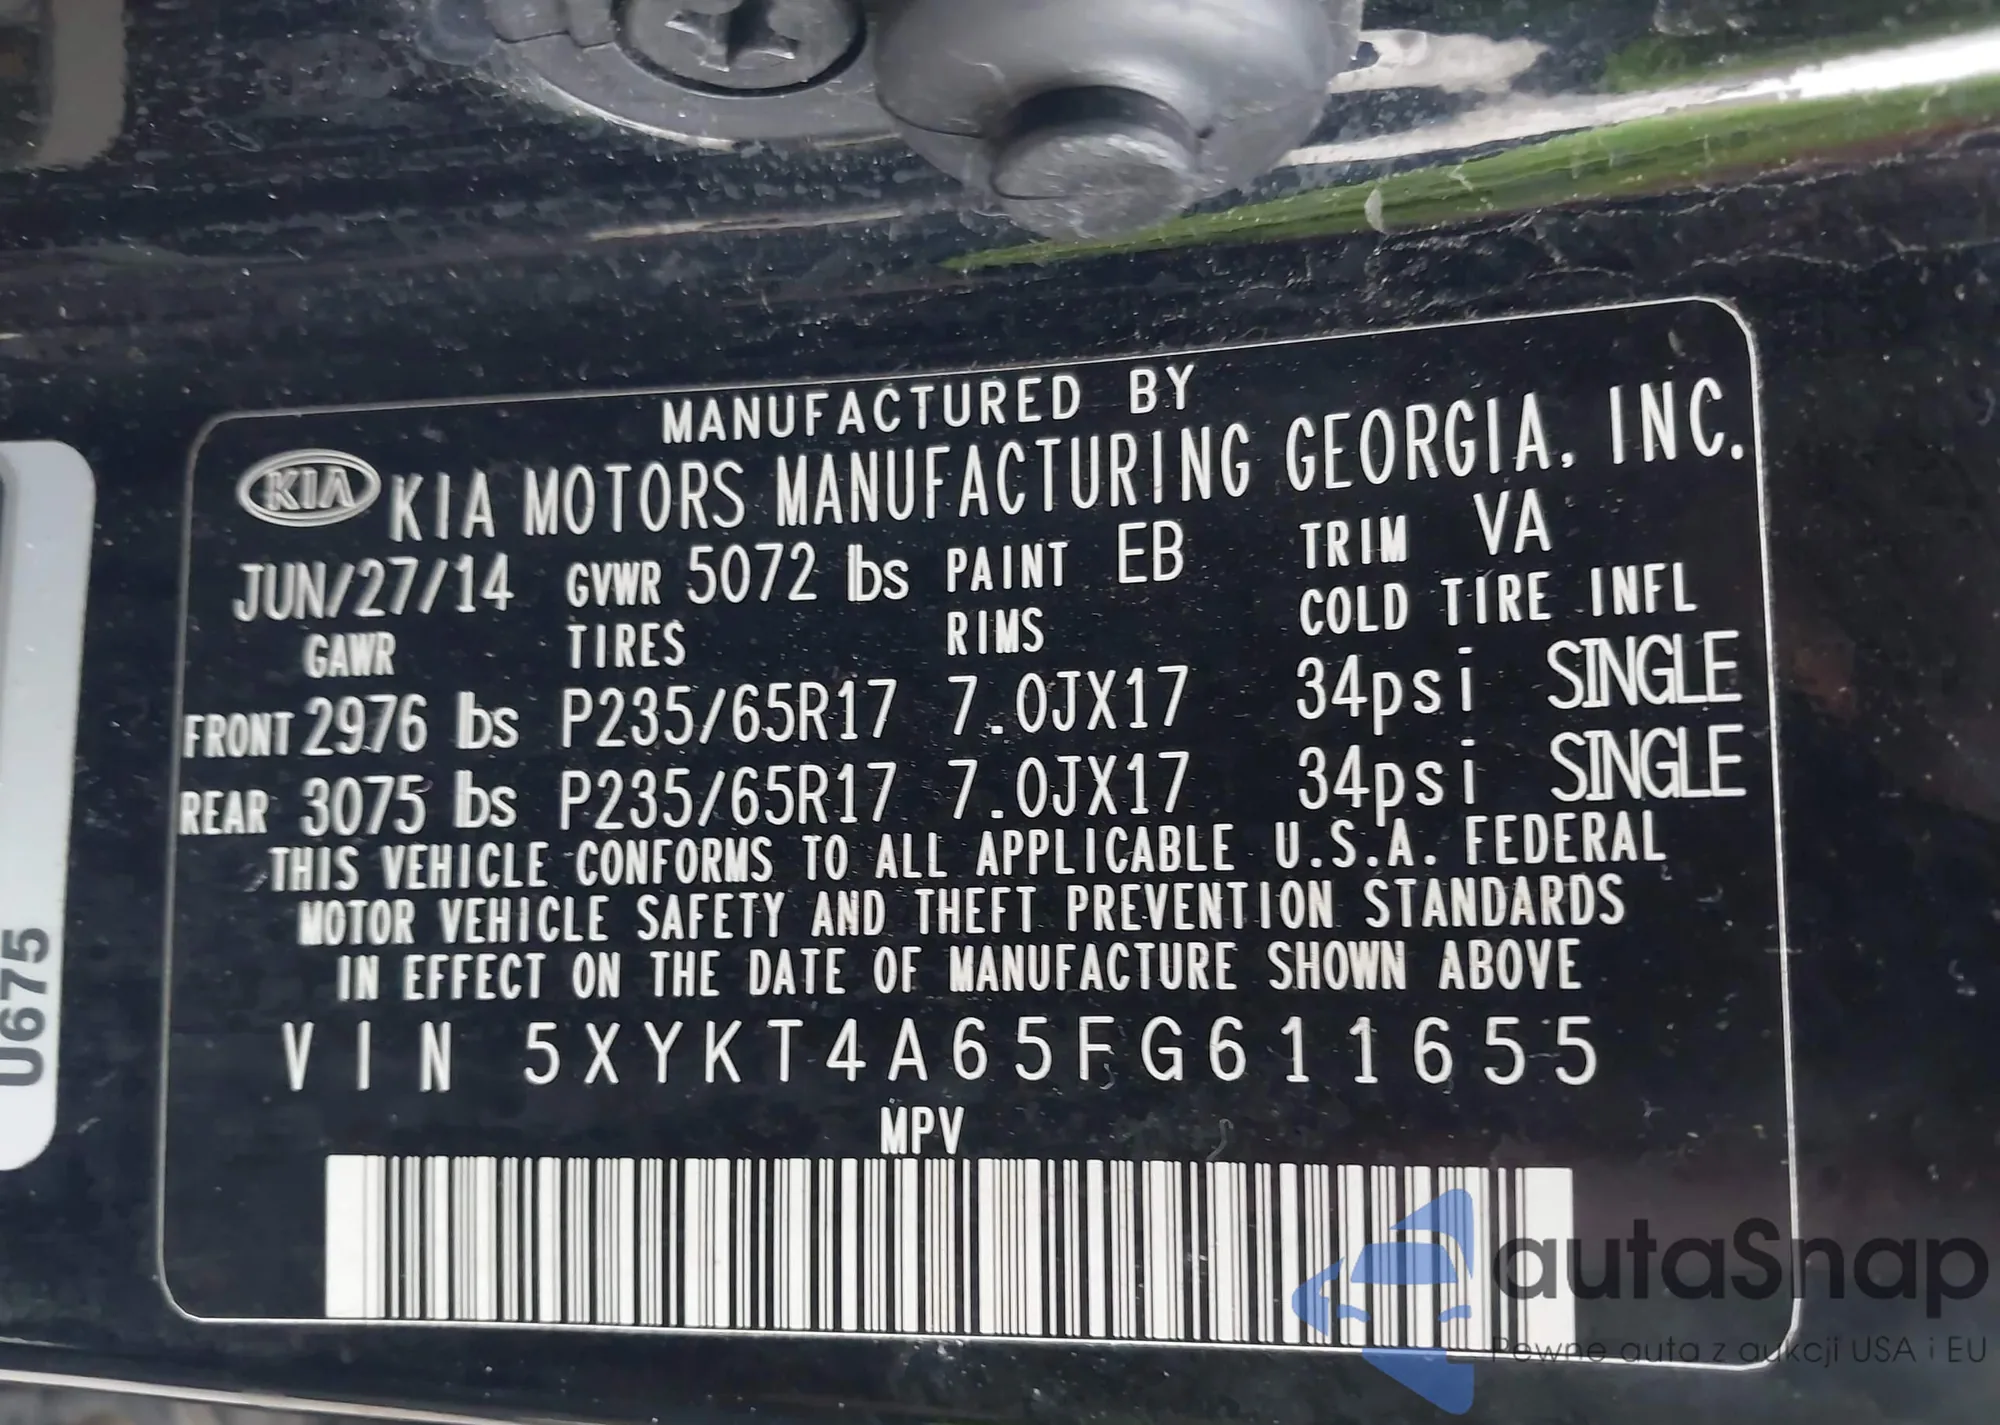 MANUFACTURED BY
KIA KIA MOTORS MANUFACTURING GEORGIA, INC.
JUN/27/14 GVWR 5072 lbs PAINT EB TRIM VA
GAWR TIRES RIMS COLD TIRE INFL
FRONT 2976 lbs P235/65R17 7.0JX17 34psi SINGLE
REAR 3075 lbs P235/65R17 7.0JX17 34psi SINGLE
THIS VEHICLE CONFORMS TO ALL APPLICABLE U.S.A. FEDERAL
MOTOR VEHICLE SAFETY AND THEFT PREVENTION STANDARDS
IN EFFECT ON THE DATE OF MANUFACTURE SHOWN ABOVE
VIN 5XYKT4A65FG611655
MPV
U675
autaSnap
Pewne auta z aukcji USA i EU